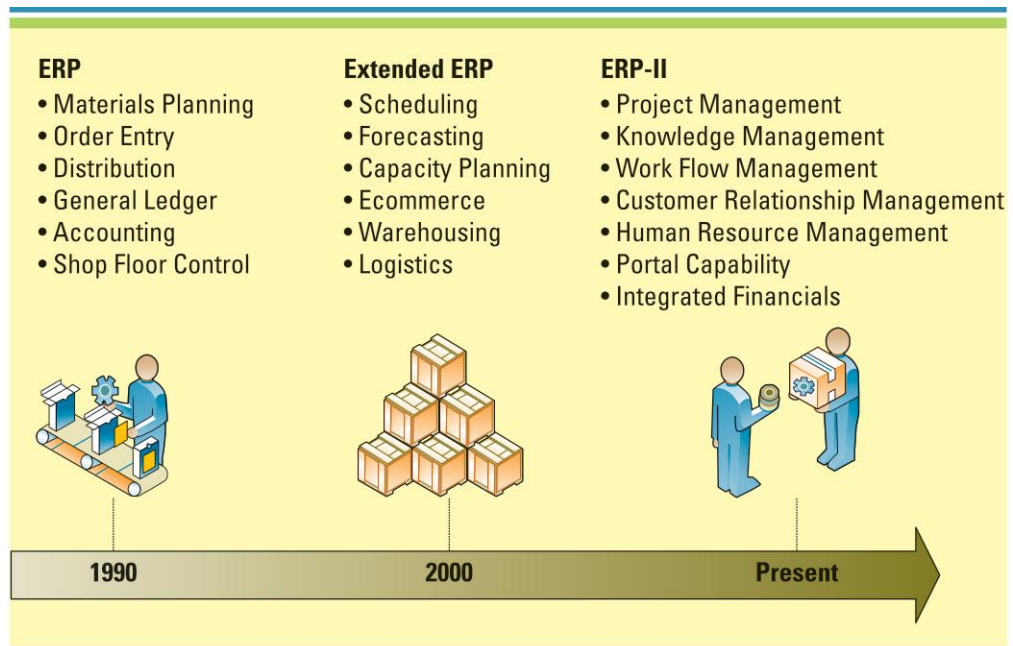 ERP
• Materials Planning
• Order Entry
• Distribution
• General Ledger
• Accounting
• Shop Floor Control
Extended ERP
• Scheduling
• Forecasting
• Capacity Planning
• Ecommerce
• Warehousing
• Logistics
ERP-II
• Project Management
• Knowledge Management
• Work Flow Management
• Customer Relationship Management
• Human Resource Management
• Portal Capability
• Integrated Financials
1990
2000
Present